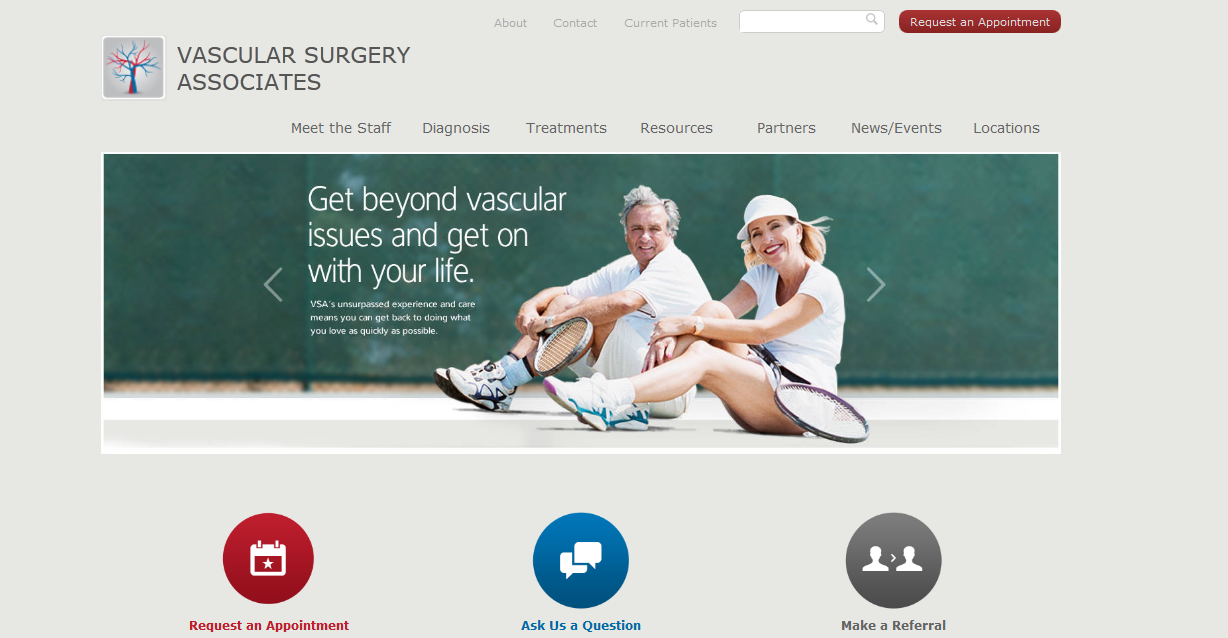 About Contact Current Patients Request an Appointment
VASCULAR SURGERY
ASSOCIATES
Meet the Staff Diagnosis Treatments Resources Partners News/Events Locations
Get beyond vascular
issues and get on
with your life.
VSA's unsurpassed experience and care
means you can get back to doing what
you love as quickly as possible.
Request an Appointment Ask Us a Question Make a Referral